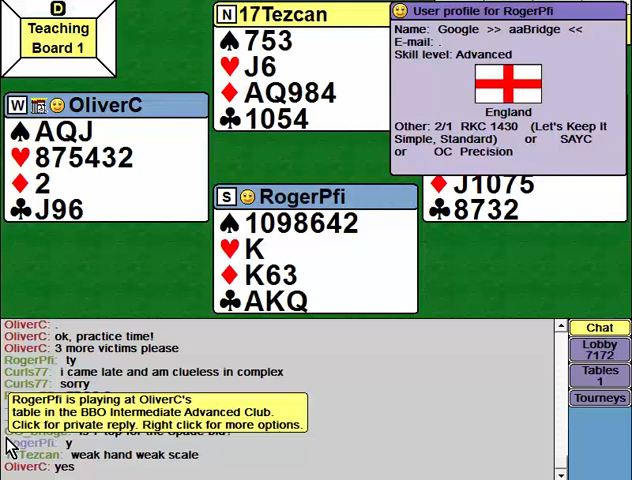 D
Teaching
Board 1
N 17Tezcan
♠753
♥J6
♦AQ984
♣1054
User profile for RogerPfi
Name: Google >> aaBridge <<
E-mail: .
Skill level: Advanced
England
Other: 2/1 RKC 1430 (Let's Keep It
Simple, Standard) or SAYC
or OC Precision
W OliverC
♠AQJ
♥875432
♦2
♣J96
♦J1075
♣8732
S RogerPfi
♠1098642
♥K
♦K63
♣AKQ
OliverC: .
OliverC: ok, practice time!
OliverC: 3 more victims please
RogerPfi: ty
Curls77: i came late and am clueless in complex
Curls77: sorry
RogerPfi is playing at OliverC's
table in the BBO Intermediate Advanced Club.
Click for private reply. Right click for more options.
RogerPfi: y
Tezcan: weak hand weak scale
OliverC: yes
Chat
Lobby
7172
Tables
1
Tourneys